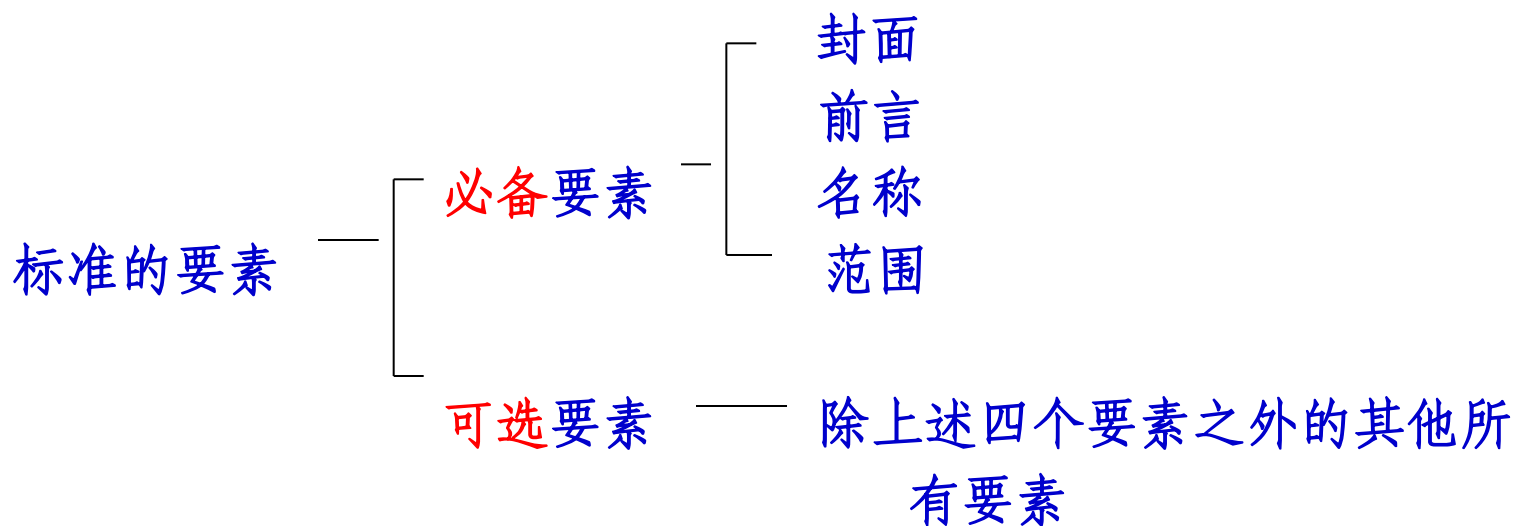 封面
前言
必备要素
名称
标准的要素
范围
可选要素
除上述四个要素之外的其他所
有要素